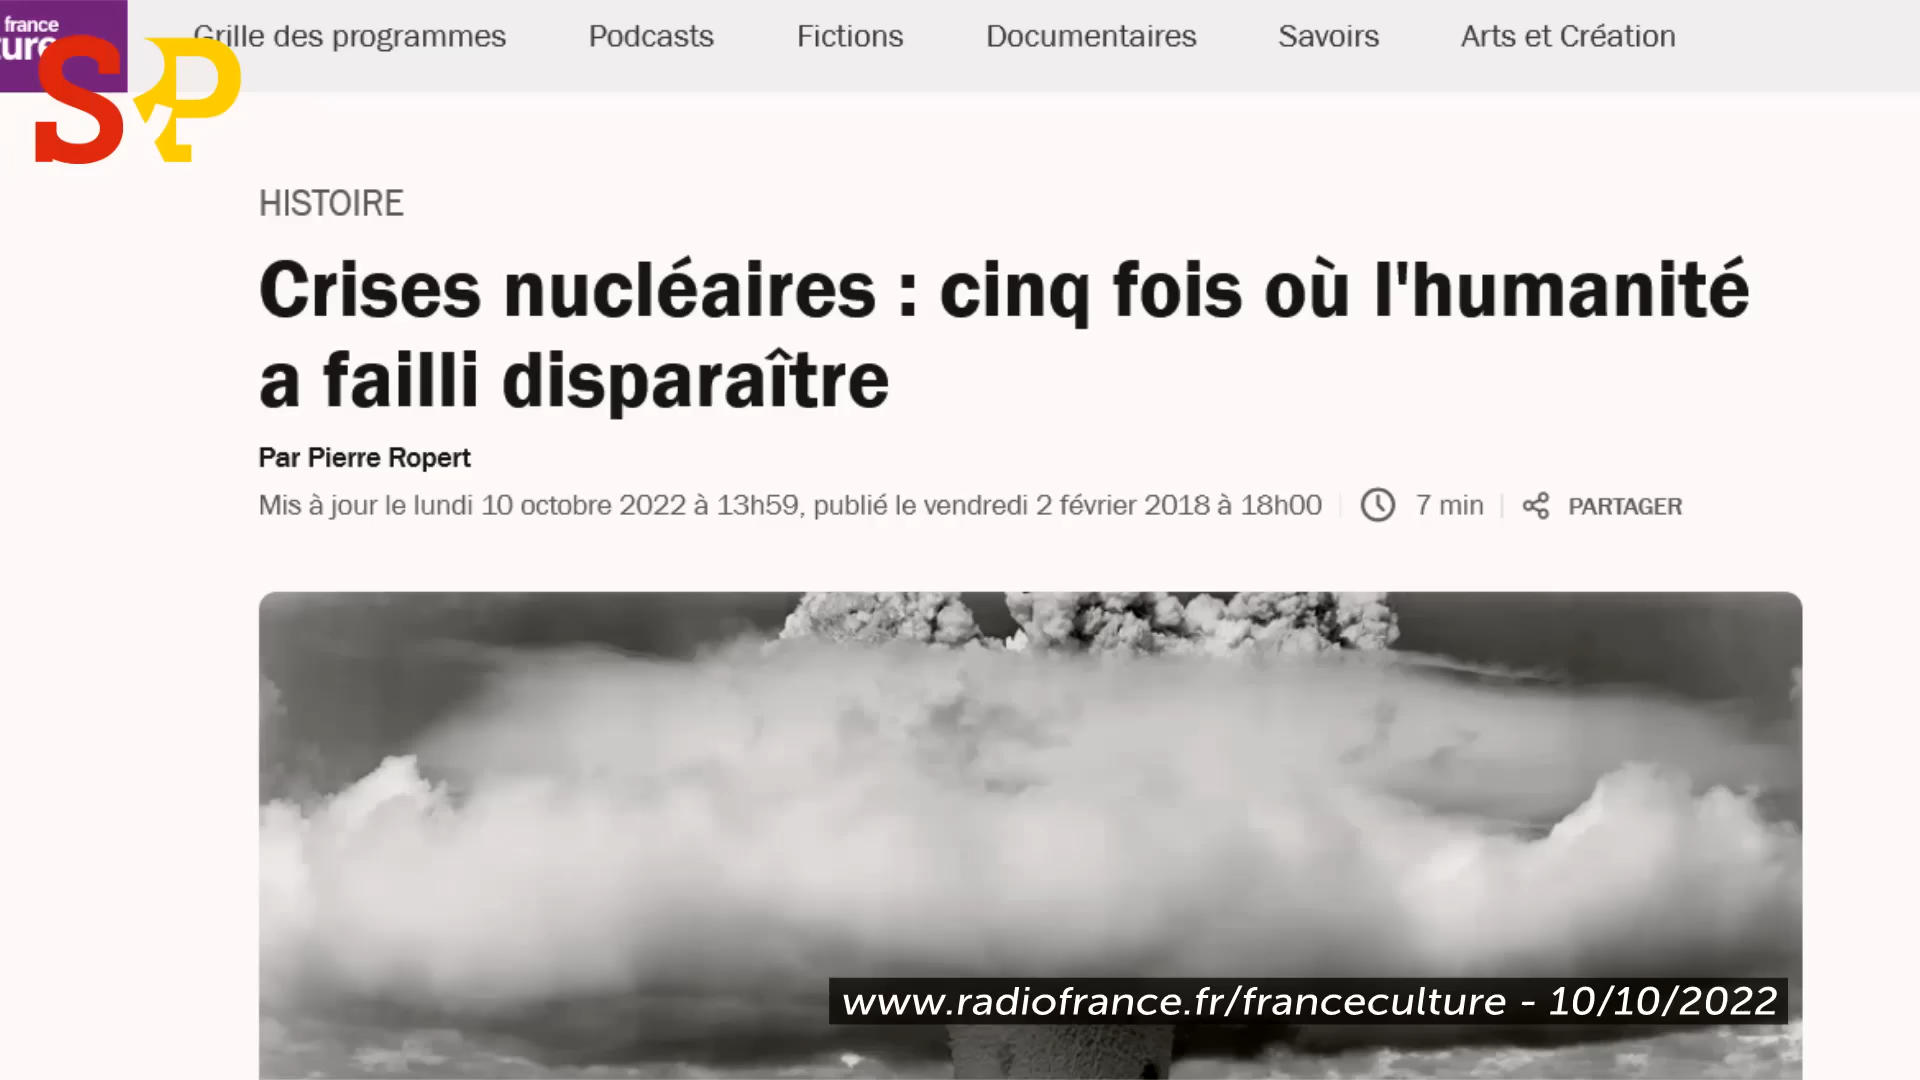 france
ture
Grille des programmes Podcasts Fictions Documentaires Savoirs Arts et Création
SP
HISTOIRE
Crises nucléaires : cinq fois où l'humanité
a failli disparaître
Par Pierre Ropert
Mis à jour le lundi 10 octobre 2022 à 13h59, publié le vendredi 2 février 2018 à 18h00 | 7 min | PARTAGER
www.radiofrance.fr/franceculture - 10/10/2022